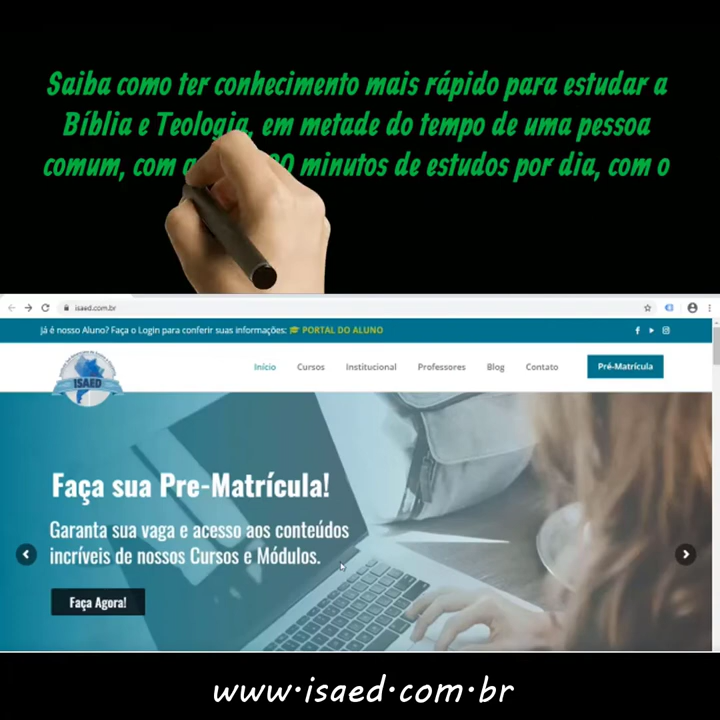 Saiba como ter conhecimento mais rápido para estudar a
Bíblia e Teologia, em metade do tempo de uma pessoa
comum, com minutos de estudos por dia, com o
isaed.com.br
Já é nosso Aluno? Faça o Login para conferir suas informações: PORTAL DO ALUNO
ISAED
Início Cursos Institucional Professores Blog Contato Pré-Matrícula
Faça sua Pre-Matrícula!
Garanta sua vaga e acesso aos conteúdos
incríveis de nossos Cursos e Módulos.
Faça Agora!
www.isaed.com.br